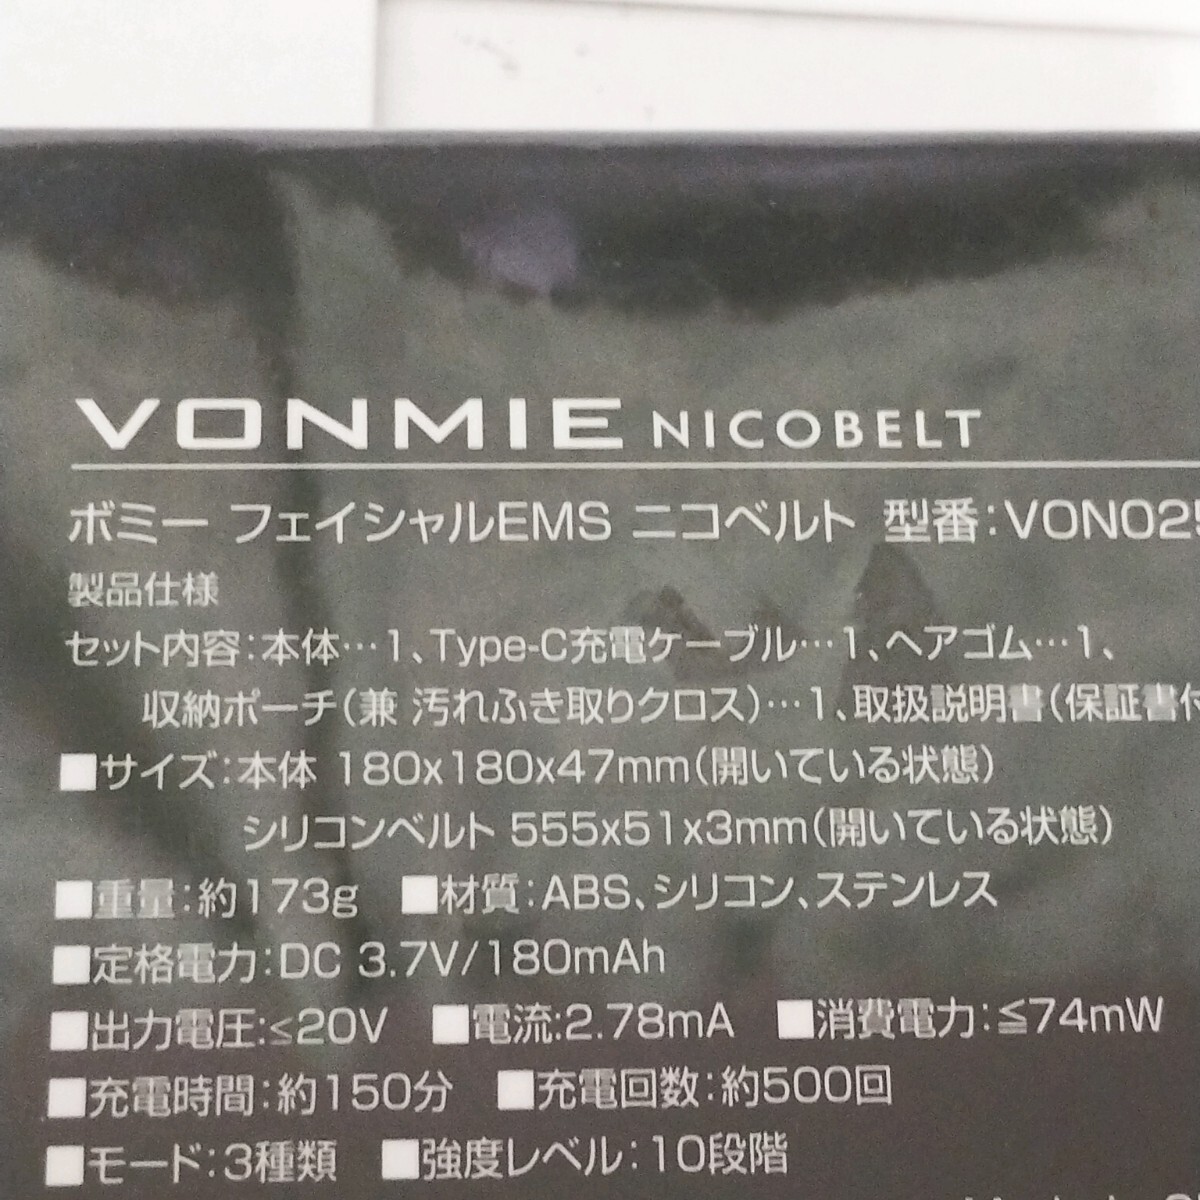 VONMIE NICOBELT
ボミー フェイシャルEMS ニコベルト 型番:VON02
製品仕様
セット内容:本体…1、Type-C充電ケーブル…1、ヘアゴム…1、
収納ポーチ(兼 汚れふき取りクロス)…1、取扱説明書(保証書付
■サイズ:本体 180x180x47mm(開いている状態)
シリコンベルト 555x51x3mm(開いている状態)
■重量:約173g ■材質:ABS、シリコン、ステンレス
■定格電力:DC 3.7V/180mAh
■出力電圧:≤20V ■電流:2.78mA ■消費電力:≦74mW
■充電時間:約150分 ■充電回数:約500回
■モード:3種類 ■強度レベル:10段階